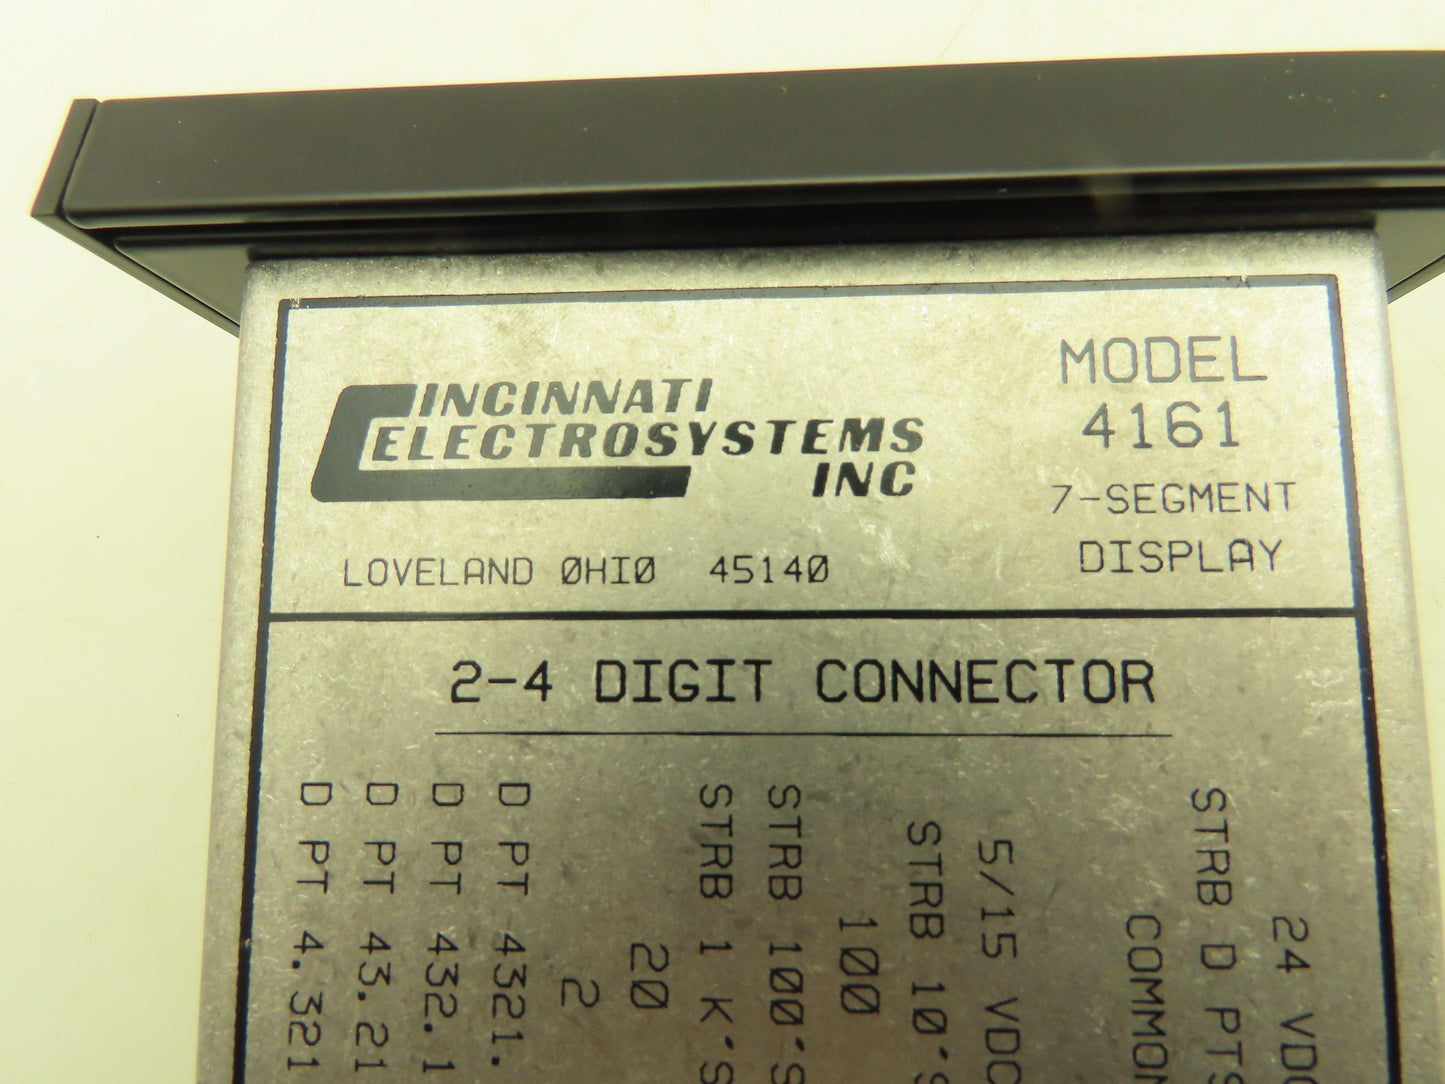 CINCINNATI
ELECTROSYSTEMS
INC
LOVELAND ØHIØ 45140
MODEL
4161
7-SEGMENT
DISPLAY
2-4 DIGIT CONNECTOR
D PT 4.321
D PT 43.21
D PT 432.1
D PT 4321.
2
20
STRB 1 K'S
STRB 100'S
100
STRB 10'S
5/15 VDC
COMMON
STRB D PTS
24 VDC